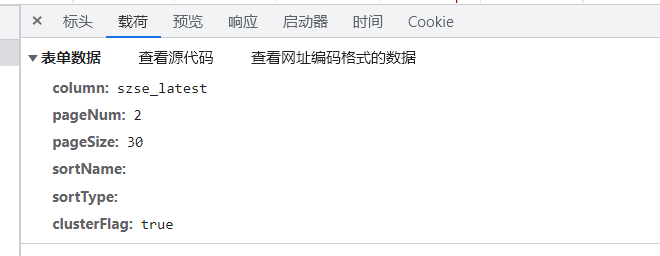 × 标头 载荷 预览 响应 启动器 时间 Cookie
▼表单数据 查看源代码 查看网址编码格式的数据
column: szse_latest
pageNum: 2
pageSize: 30
sortName:
sortType:
clusterFlag: true